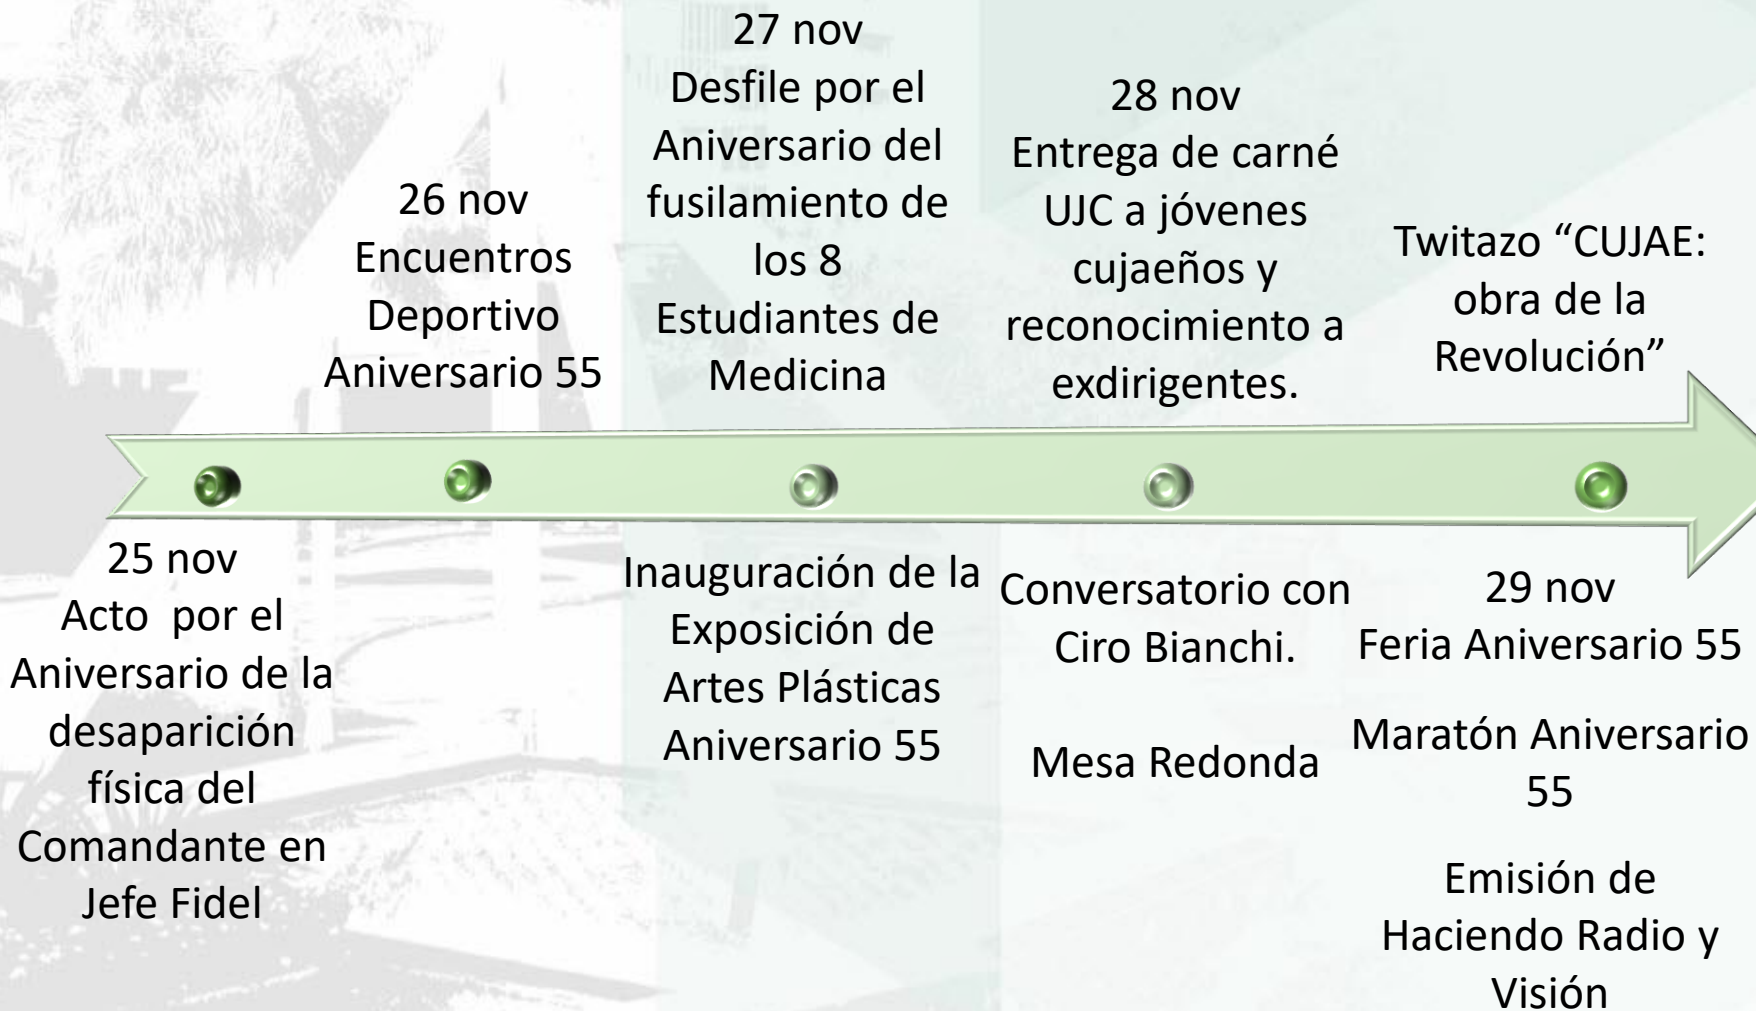 25 nov
Acto por el
Aniversario de la
desaparición
física del
Comandante en
Jefe Fidel
26 nov
Encuentros
Deportivo
Aniversario 55
27 nov
Desfile por el
Aniversario del
fusilamiento de
los 8
Estudiantes de
Medicina
Inauguración de la
Exposición de
Artes Plásticas
Aniversario 55
28 nov
Entrega de carné
UJC a jóvenes
cujaeños y
reconocimiento a
exdirigentes.
Conversatorio con
Ciro Bianchi.
Mesa Redonda
Twitazo “CUJAE:
obra de la
Revolución”
29 nov
Feria Aniversario 55
Maratón Aniversario
55
Emisión de
Haciendo Radio y
Visión